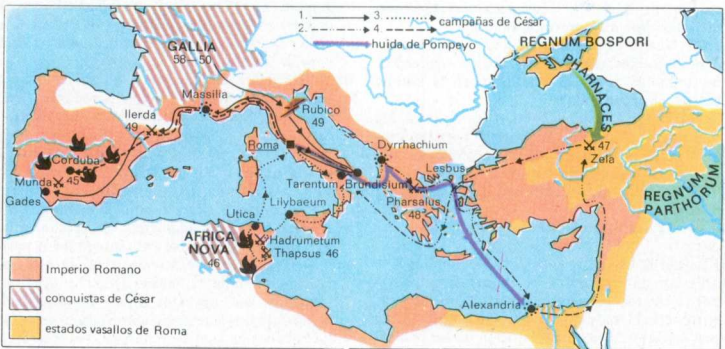 1. 3.
2. 4.
campañas de César
huida de Pompeyo
GALLIA
58—50
REGNUM BOSPORI
PHARNACES
Massilia
Ilerda
49
Rubico
49
Roma
Dyrrhachium
47
Zela
Corduba
Munda 45
Gades
Lesbus
Tarentum
Brundisium
Pharsalus
48
REGNUM
PARTHORUM
Lilybaeum
Utica
AFRICA
NOVA
46
Hadrumetum
Thapsus 46
Alexandria
Imperio Romano
conquistas de César
estados vasallos de Roma